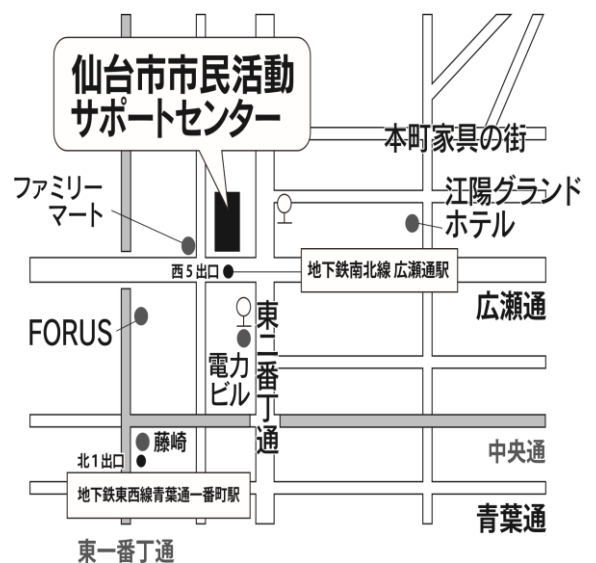 仙台市市民活動
サポートセンター
本町家具の街
ファミリー
マート
江陽グランド
ホテル
西5出口
地下鉄南北線 広瀬通駅
広瀬通
FORUS
電力
ビル
東二番丁通
藤崎
中央通
北1出口
地下鉄東西線青葉通一番町駅
青葉通
東一番丁通